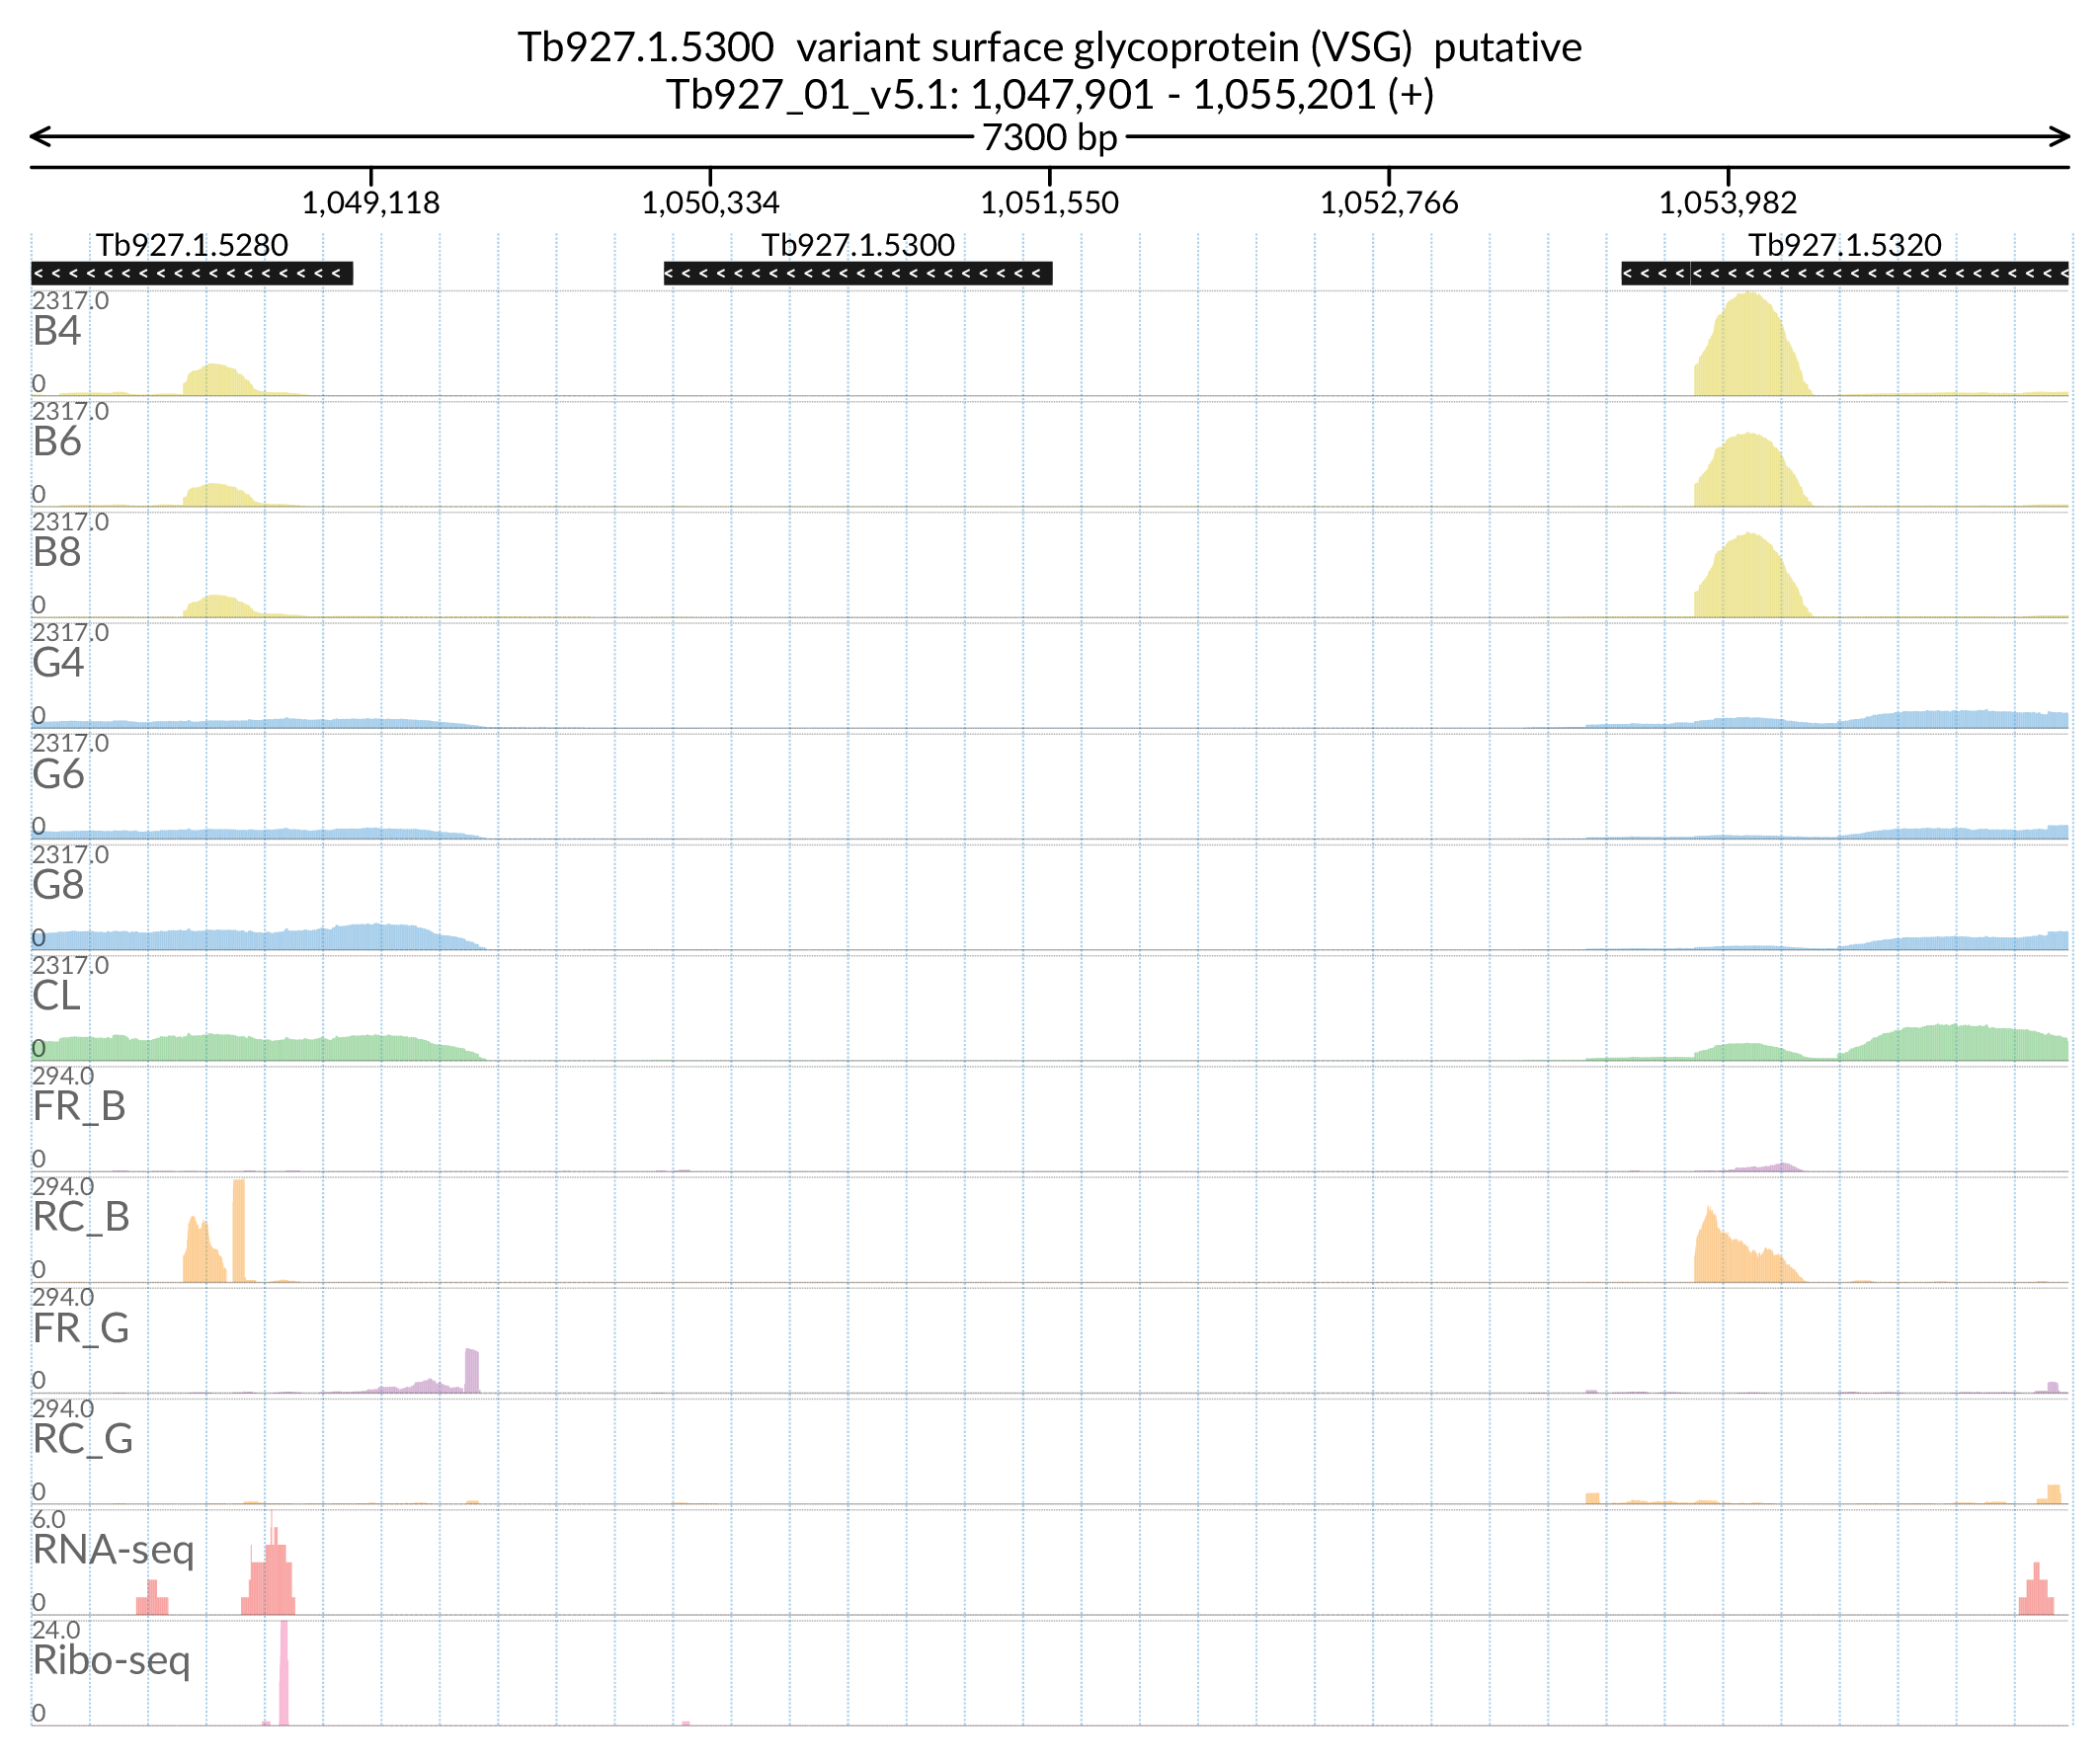 Tb927.1.5300 variant surface glycoprotein (VSG) putative
Tb927_01_v5.1: 1,047,901 - 1,055,201 (+)
7300 bp
1,049,118 1,050,334 1,051,550 1,052,766 1,053,982
Tb927.1.5280 Tb927.1.5300 Tb927.1.5320
2317.0
B4
0
2317.0
B6
0
2317.0
B8
0
2317.0
G4
0
2317.0
G6
0
2317.0
G8
0
2317.0
CL
0
294.0
FR_B
0
294.0
RC_B
0
294.0
FR_G
0
294.0
RC_G
0
6.0
RNA-seq
0
24.0
Ribo-seq
0